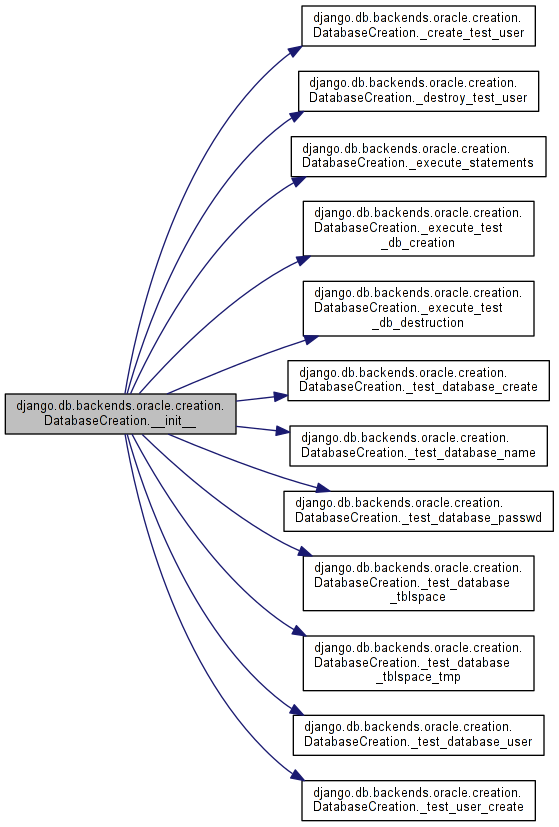 django.db.backends.oracle.creation.
DatabaseCreation._create_test_user
django.db.backends.oracle.creation.
DatabaseCreation._destroy_test_user
django.db.backends.oracle.creation.
DatabaseCreation._execute_statements
django.db.backends.oracle.creation.
DatabaseCreation._execute_test
_db_creation
django.db.backends.oracle.creation.
DatabaseCreation._execute_test
_db_destruction
django.db.backends.oracle.creation.
DatabaseCreation._test_database_create
django.db.backends.oracle.creation.
DatabaseCreation.__init__
django.db.backends.oracle.creation.
DatabaseCreation._test_database_name
django.db.backends.oracle.creation.
DatabaseCreation._test_database_passwd
django.db.backends.oracle.creation.
DatabaseCreation._test_database
_tblspace
django.db.backends.oracle.creation.
DatabaseCreation._test_database
_tblspace_tmp
django.db.backends.oracle.creation.
DatabaseCreation._test_database_user
django.db.backends.oracle.creation.
DatabaseCreation._test_user_create